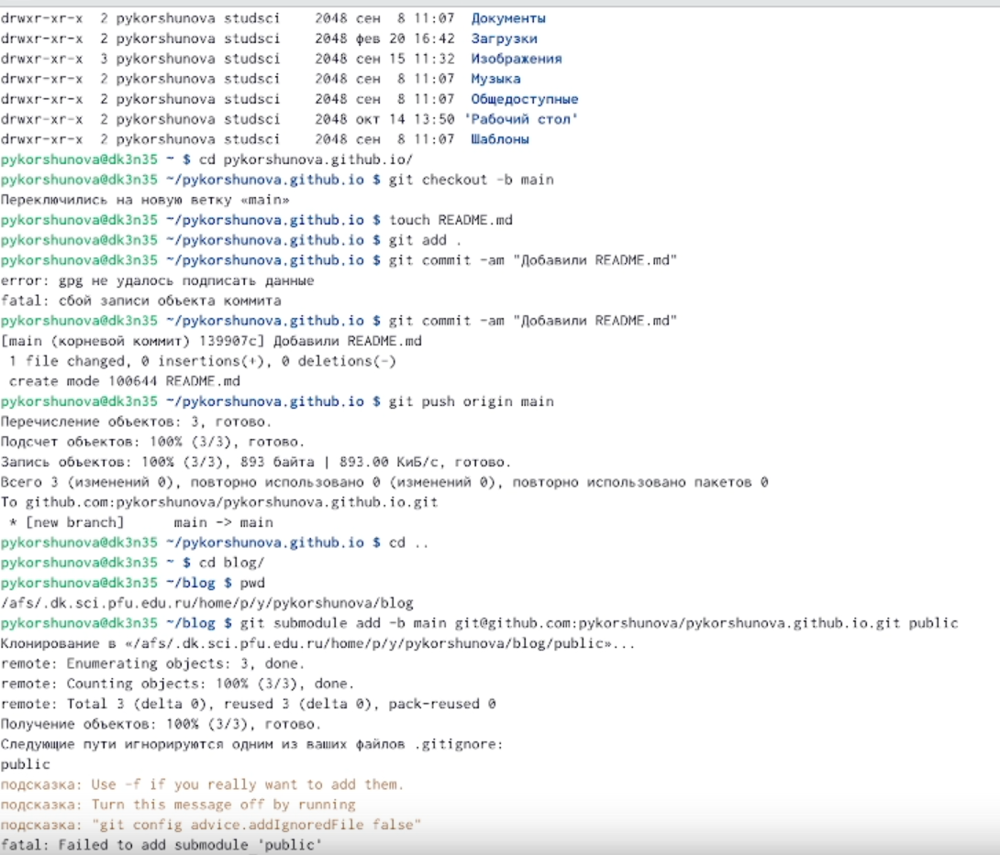 drwxr-xr-x  2 pykorshunova studsci    2048 сен  8 11:07  Документы
drwxr-xr-x  2 pykorshunova studsci    2048 фев 20 16:42  Загрузки
drwxr-xr-x  3 pykorshunova studsci    2048 сен 15 11:32  Изображения
drwxr-xr-x  2 pykorshunova studsci    2048 сен  8 11:07  Музыка
drwxr-xr-x  2 pykorshunova studsci    2048 сен  8 11:07  Общедоступные
drwxr-xr-x  2 pykorshunova studsci    2048 окт 14 13:50 'Рабочий стол'
drwxr-xr-x  2 pykorshunova studsci    2048 сен  8 11:07  Шаблоны
pykorshunova@dk3n35 ~ $ cd pykorshunova.github.io/
pykorshunova@dk3n35 ~/pykorshunova.github.io $ git checkout -b main
Переключились на новую ветку «main»
pykorshunova@dk3n35 ~/pykorshunova.github.io $ touch README.md
pykorshunova@dk3n35 ~/pykorshunova.github.io $ git add .
pykorshunova@dk3n35 ~/pykorshunova.github.io $ git commit -am "Добавили README.md"
error: gpg не удалось подписать данные
fatal: сбой записи объекта коммита
pykorshunova@dk3n35 ~/pykorshunova.github.io $ git commit -am "Добавили README.md"
[main (корневой коммит) 139907c] Добавили README.md
 1 file changed, 0 insertions(+), 0 deletions(-)
 create mode 100644 README.md
pykorshunova@dk3n35 ~/pykorshunova.github.io $ git push origin main
Перечисление объектов: 3, готово.
Подсчет объектов: 100% (3/3), готово.
Запись объектов: 100% (3/3), 893 байта | 893.00 КиБ/с, готово.
Всего 3 (изменений 0), повторно использовано 0 (изменений 0), повторно использовано пакетов 0
To github.com:pykorshunova/pykorshunova.github.io.git
 * [new branch]      main -> main
pykorshunova@dk3n35 ~/pykorshunova.github.io $ cd ..
pykorshunova@dk3n35 ~ $ cd blog/
pykorshunova@dk3n35 ~/blog $ pwd
/afs/.dk.sci.pfu.edu.ru/home/p/y/pykorshunova/blog
pykorshunova@dk3n35 ~/blog $ git submodule add -b main git@github.com:pykorshunova/pykorshunova.github.io.git public
Клонирование в «/afs/.dk.sci.pfu.edu.ru/home/p/y/pykorshunova/blog/public»...
remote: Enumerating objects: 3, done.
remote: Counting objects: 100% (3/3), done.
remote: Total 3 (delta 0), reused 3 (delta 0), pack-reused 0
Получение объектов: 100% (3/3), готово.
Следующие пути игнорируются одним из ваших файлов .gitignore:
public
подсказка: Use -f if you really want to add them.
подсказка: Turn this message off by running
подсказка: "git config advice.addIgnoredFile false"
fatal: Failed to add submodule 'public'